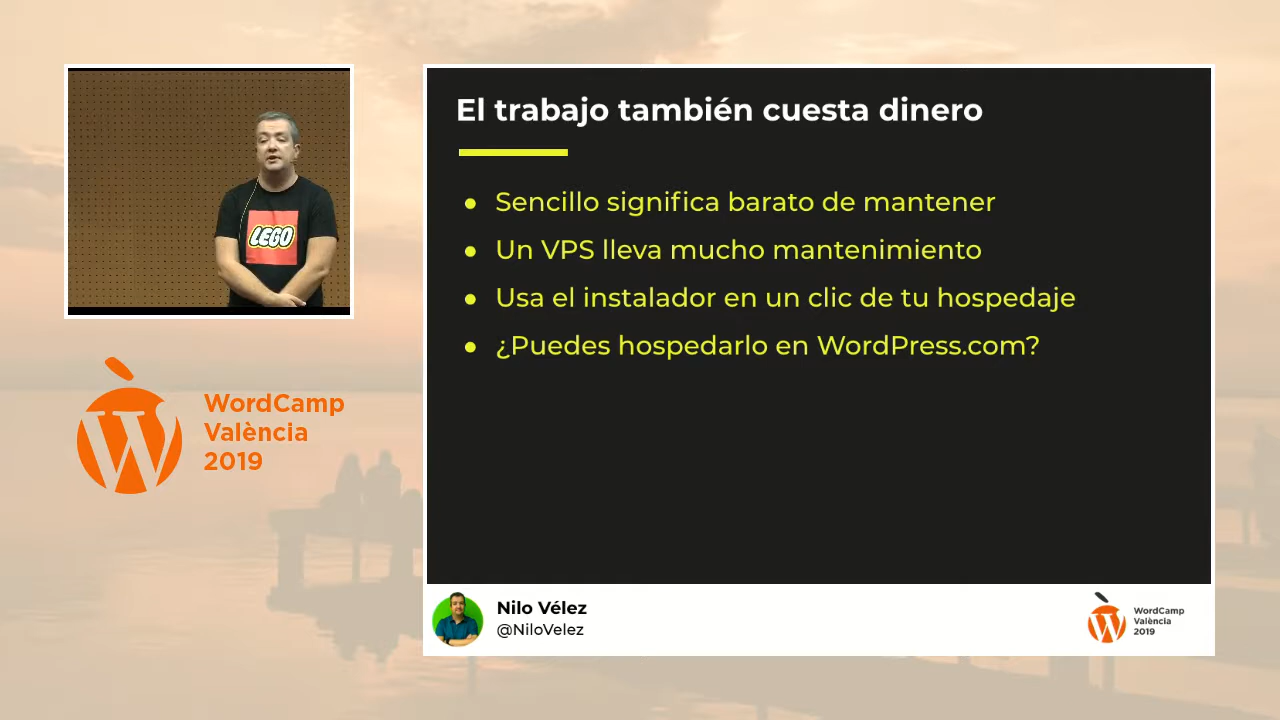 LEGO
WordCamp
València
2019
El trabajo también cuesta dinero
● Sencillo significa barato de mantener
● Un VPS lleva mucho mantenimiento
● Usa el instalador en un clic de tu hospedaje
● ¿Puedes hospedarlo en WordPress.com?
Nilo Vélez
@NiloVelez
WordCamp
València
2019